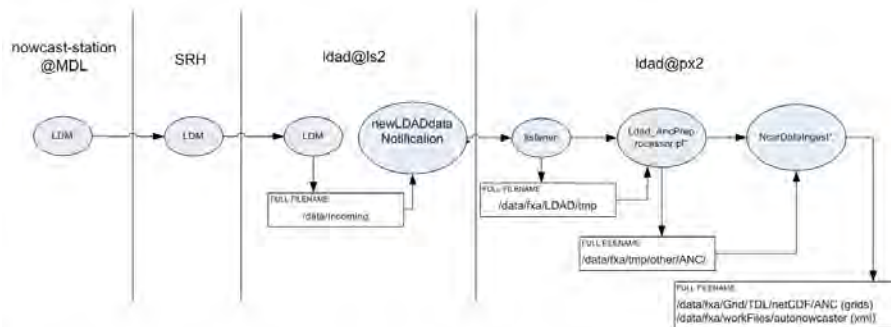 nowcast-station
@MDL
SRH
ldad@ls2
ldad@px2
LDM
LDM
LDM
newLDADdata
Notification
listener
Ldad_AncPrep
rocessor.pl*
NcarDataIngest*
FULL FILENAME
/data/Incoming
FULL FILENAME
/data/fxa/LDAD/tmp
FULL FILENAME
/data/fxa/tmp/other/ANC/
FULL FILENAME
/data/fxa/Grid/TDL/netCDF/ANC (grids)
/data/fxa/workFiles/autonowcaster (xml)